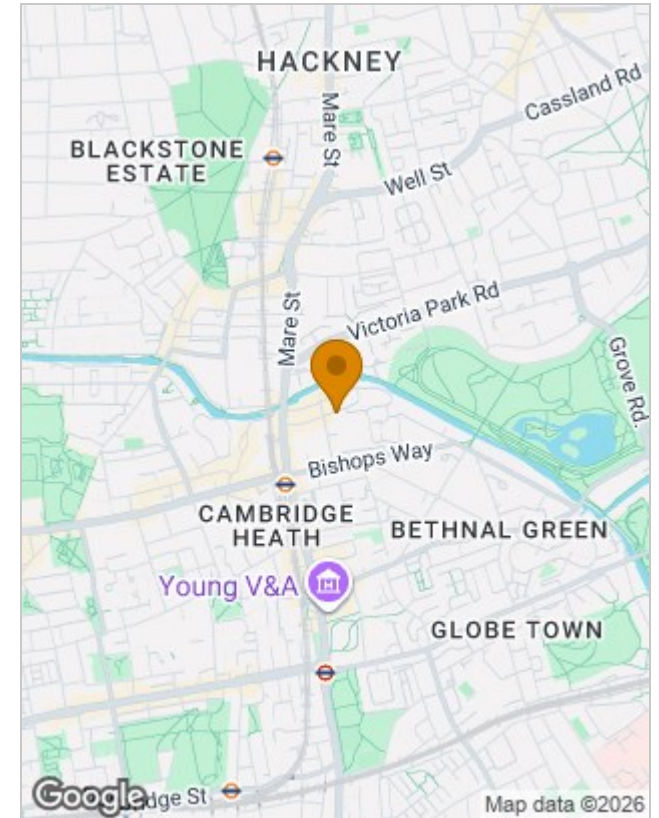 HACKNEY
Cassland Rd
Mare St
BLACKSTONE
ESTATE
Well St
Victoria Park Rd
Mare St
Grove Rd.
Bishops Way
CAMBRIDGE
HEATH
BETHNAL GREEN
Young V&A
GLOBE TOWN
Google
dge St
Map data ©2026